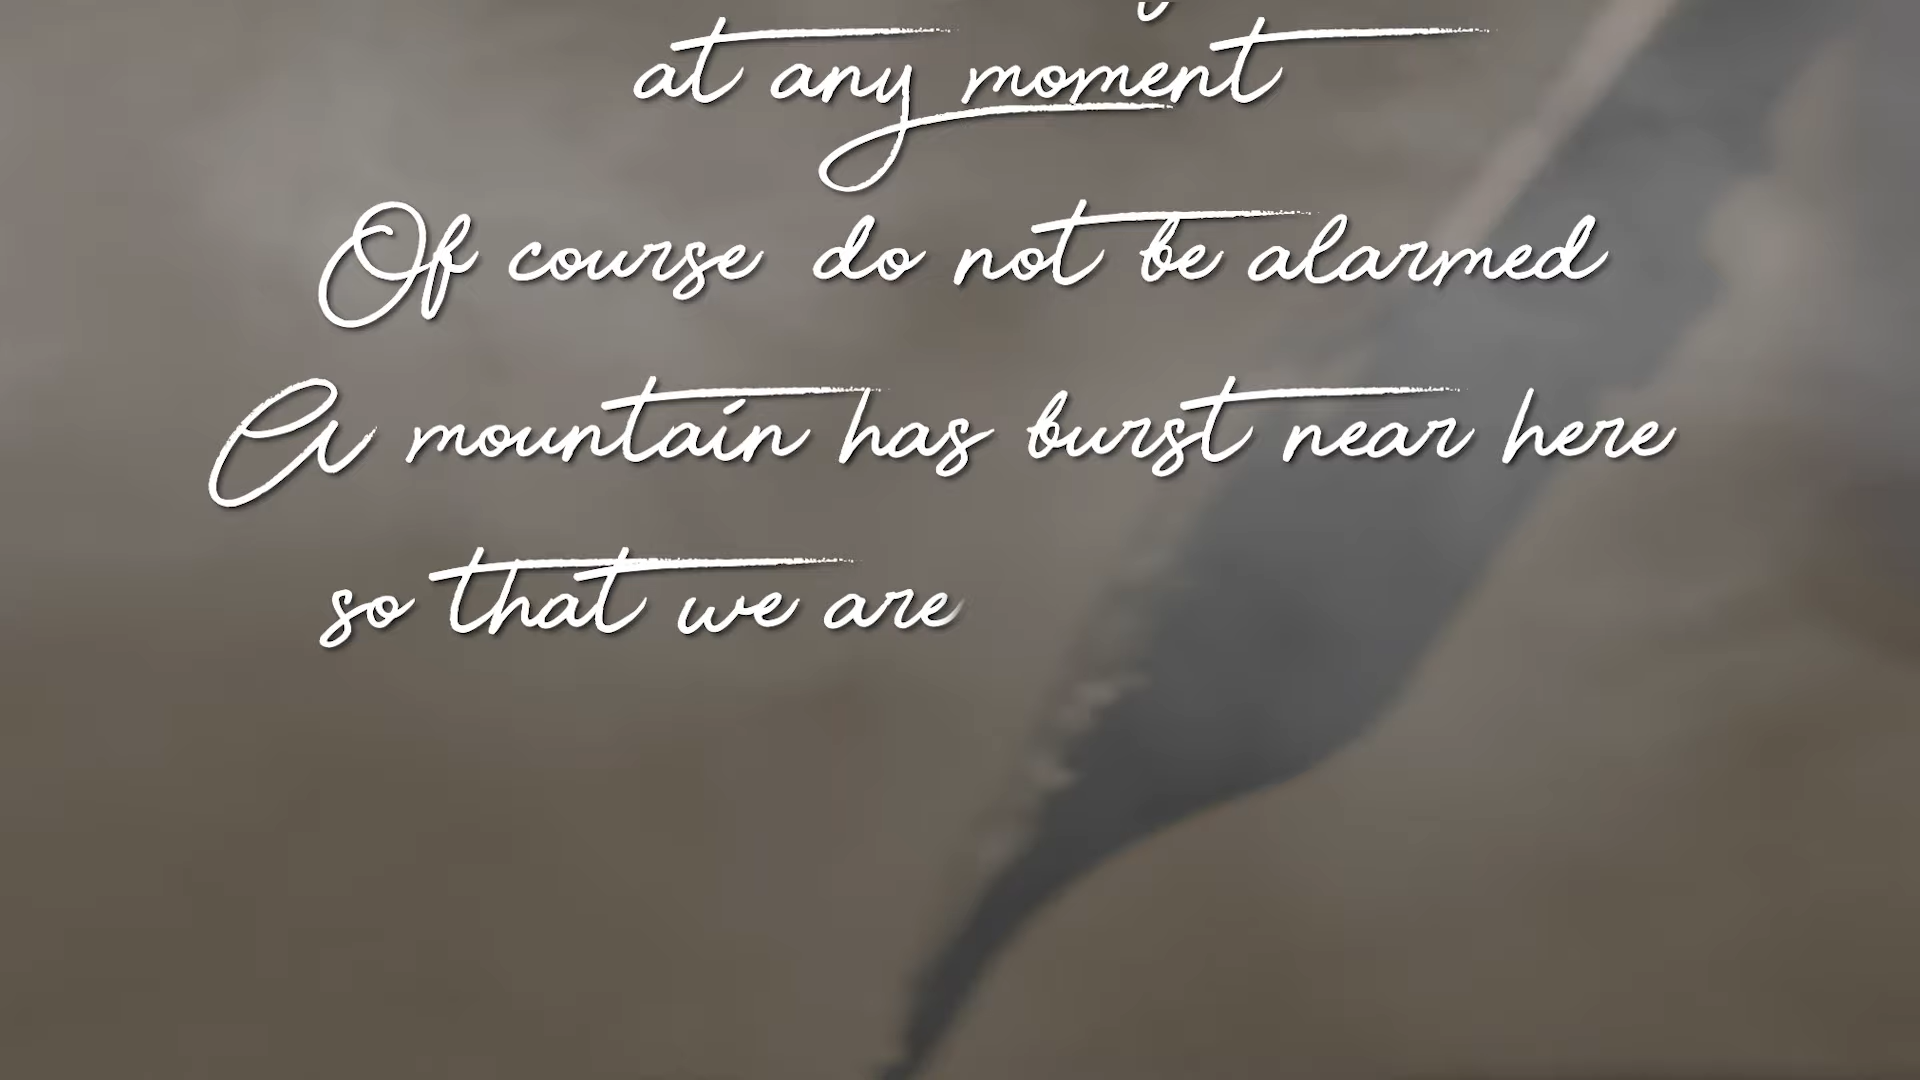 at any moment
Of course do not be alarmed
A mountain has burst near here
so that we are